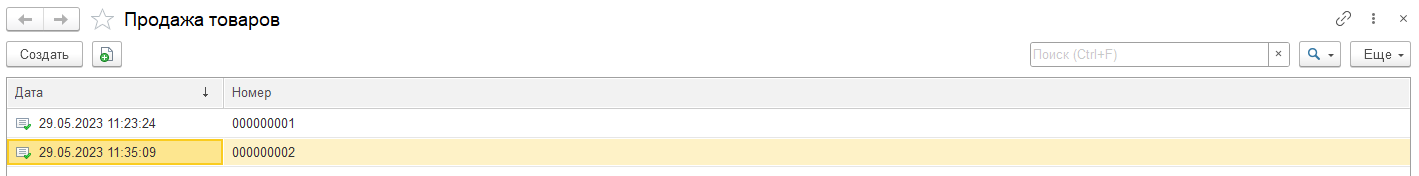 Продажа товаров
Создать Поиск (Ctrl+F) × Еще
Дата Номер
29.05.2023 11:23:24 000000001
29.05.2023 11:35:09 000000002